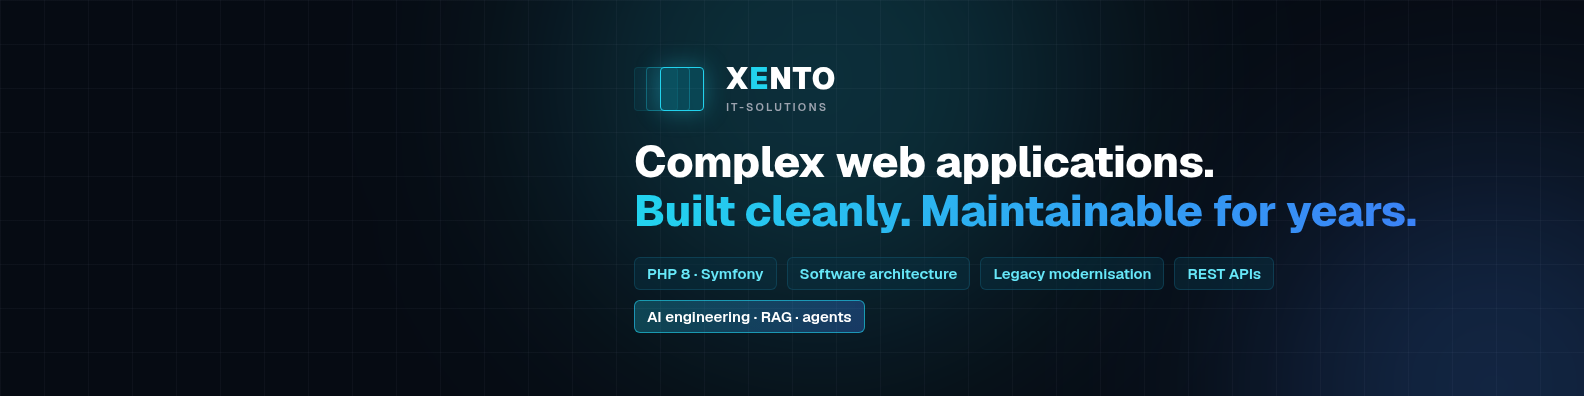 XENTO
IT-SOLUTIONS
Complex web applications.
Built cleanly. Maintainable for years.
PHP 8 · Symfony
Software architecture
Legacy modernisation
REST APIs
AI engineering · RAG · agents